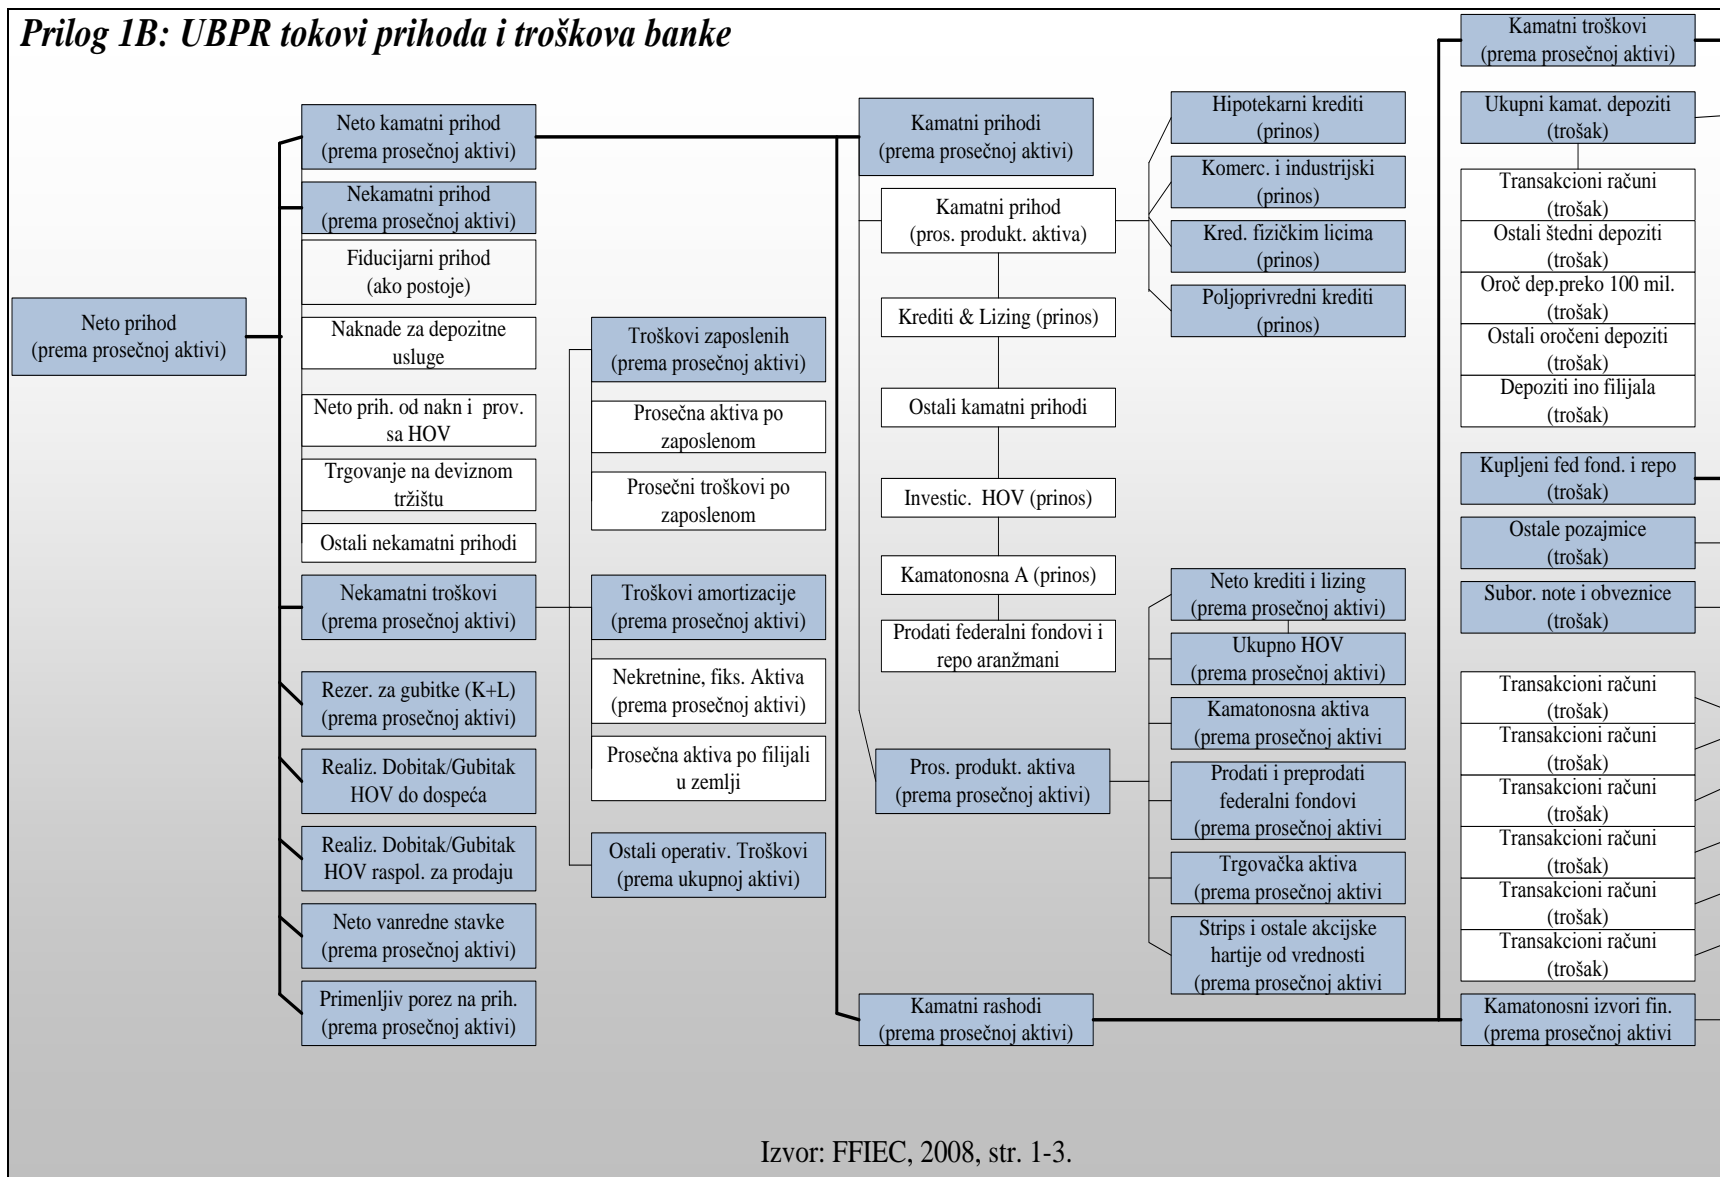 Prilog 1B: UBPR tokovi prihoda i troškova banke
Neto prihod
(prema prosečnoj aktivi)
Neto kamatni prihod
(prema prosečnoj aktivi)
Nekamatni prihod
(prema prosečnoj aktivi)
Fiducijarni prihod
(ako postoje)
Naknade za depozitne
usluge
Neto prih. od nakn i  prov.
sa HOV
Trgovanje na deviznom
tržištu
Ostali nekamatni prihodi
Nekamatni troškovi
(prema prosečnoj aktivi)
Rezer. za gubitke (K+L)
(prema prosečnoj aktivi)
Realiz. Dobitak/Gubitak
HOV do dospeća
Realiz. Dobitak/Gubitak
HOV raspol. za prodaju
Neto vanredne stavke
(prema prosečnoj aktivi)
Primenljiv porez na prih.
(prema prosečnoj aktivi)
Troškovi zaposlenih
(prema prosečnoj aktivi)
Prosečna aktiva po
zaposlenom
Prosečni troškovi po
zaposlenom
Troškovi amortizacije
(prema prosečnoj aktivi)
Nekretnine, fiks. Aktiva
(prema prosečnoj aktivi)
Prosečna aktiva po filijali
u zemlji
Ostali operativ. Troškovi
(prema ukupnoj aktivi)
Kamatni prihodi
(prema prosečnoj aktivi)
Kamatni prihod
(pros. produkt. aktiva)
Krediti & Lizing (prinos)
Ostali kamatni prihodi
Investic.  HOV (prinos)
Kamatonosna A (prinos)
Prodati federalni fondovi i
repo aranžmani
Pros. produkt. aktiva
(prema prosečnoj aktivi)
Kamatni rashodi
(prema prosečnoj aktivi)
Hipotekarni krediti
(prinos)
Komerc. i industrijski
(prinos)
Kred. fizičkim licima
(prinos)
Poljoprivredni krediti
(prinos)
Neto krediti i lizing
(prema prosečnoj aktivi)
Ukupno HOV
(prema prosečnoj aktivi)
Kamatonosna aktiva
(prema prosečnoj aktivi
Prodati i preprodati
federalni fondovi
(prema prosečnoj aktivi
Trgovačka aktiva
(prema prosečnoj aktivi
Strips i ostale akcijske
hartije od vrednosti
(prema prosečnoj aktivi
Kamatni troškovi
(prema prosečnoj aktivi)
Ukupni kamat. depoziti
(trošak)
Transakcioni računi
(trošak)
Ostali štedni depoziti
(trošak)
Oroč dep.preko 100 mil.
(trošak)
Ostali oročeni depoziti
(trošak)
Depoziti ino filijala
(trošak)
Kupljeni fed fond. i repo
(trošak)
Ostale pozajmice
(trošak)
Subor. note i obveznice
(trošak)
Transakcioni računi
(trošak)
Transakcioni računi
(trošak)
Transakcioni računi
(trošak)
Transakcioni računi
(trošak)
Transakcioni računi
(trošak)
Transakcioni računi
(trošak)
Kamatonosni izvori fin.
(prema prosečnoj aktivi
Izvor: FFIEC, 2008, str. 1-3.